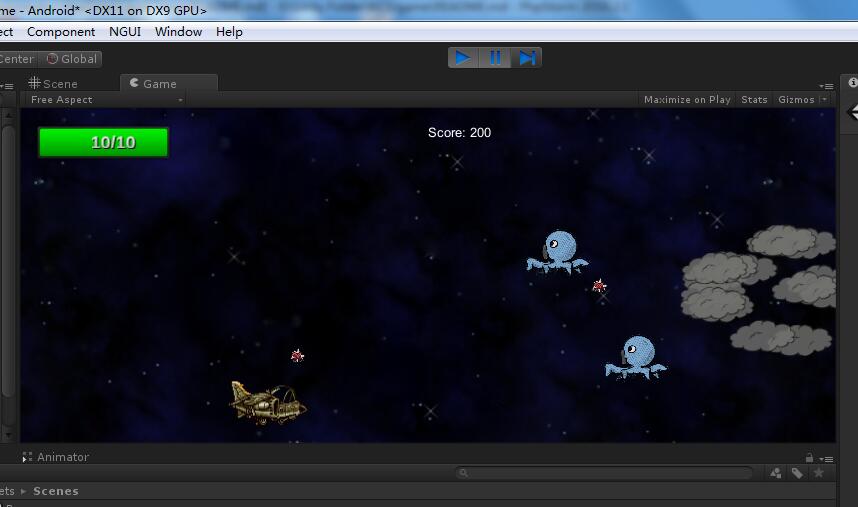 me - Android* <DX11 on DX9 GPU>
ect Component NGUI Window Help
Center Global
Scene Game
Free Aspect Maximize on Play Stats Gizmos
10/10
Score: 200
Animator
ets ▸ Scenes